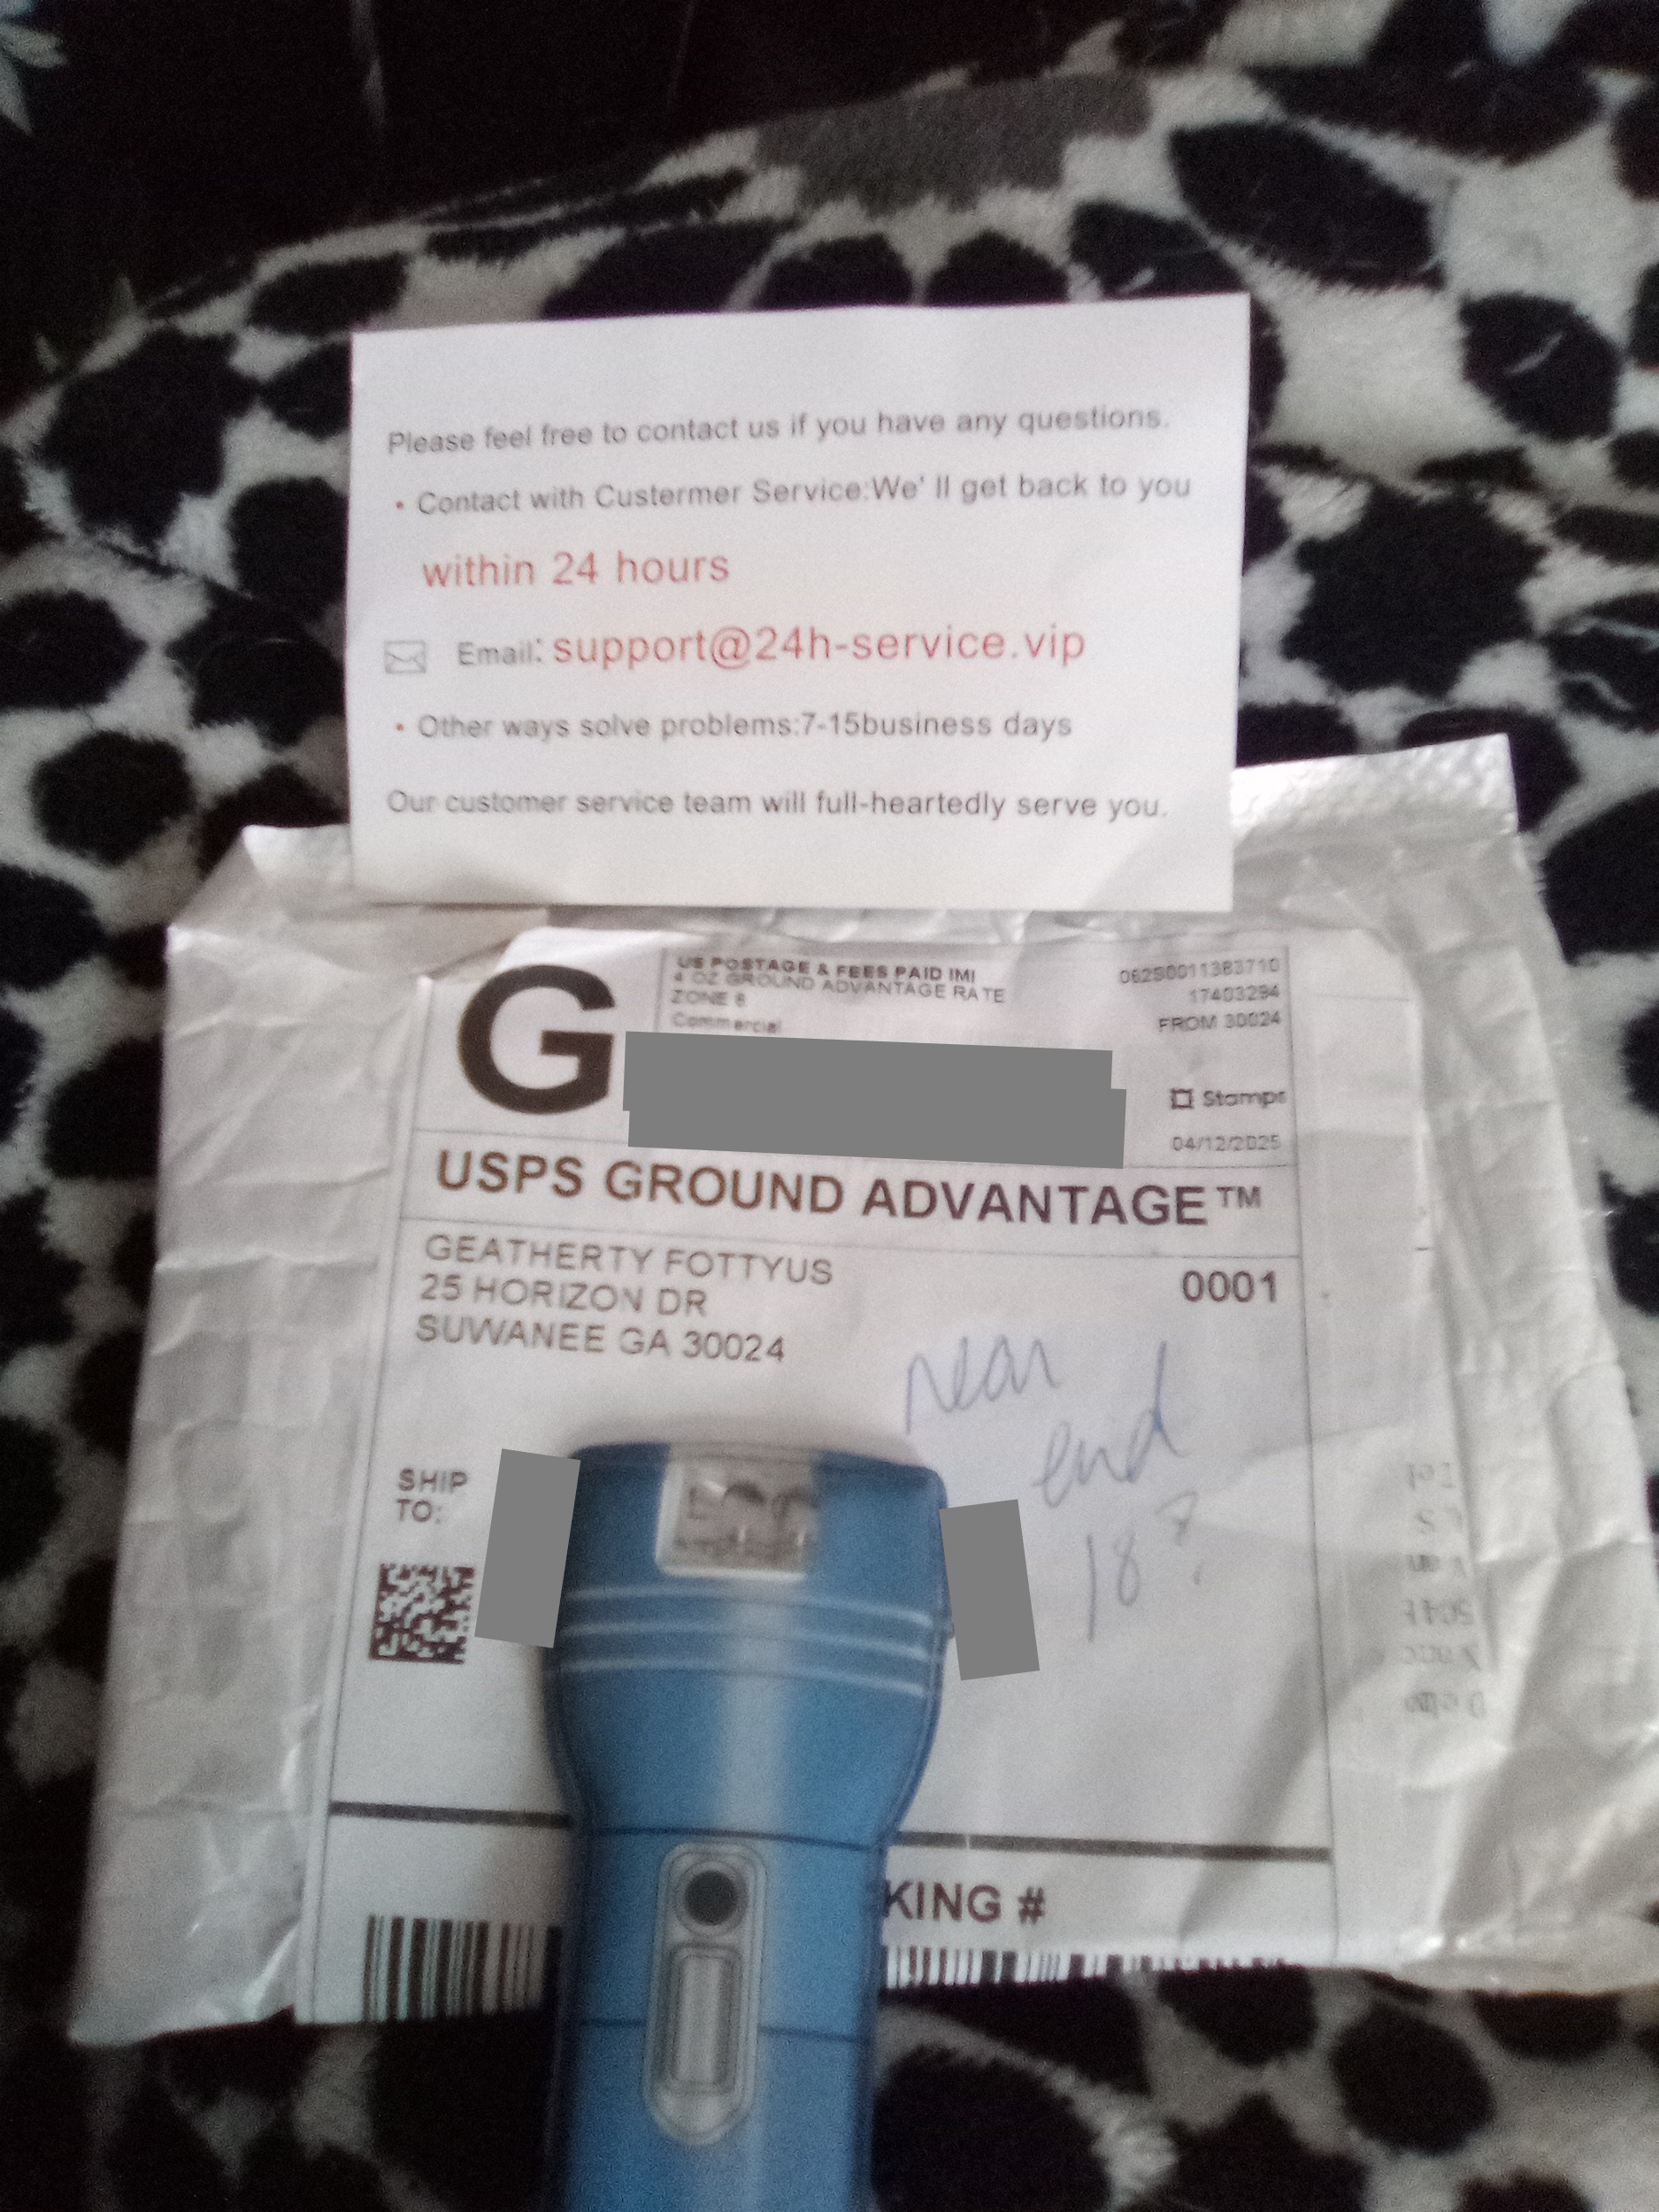 Please feel free to contact us if you have any questions.
• Contact with Custermer Service:We' ll get back to you
within 24 hours
Email: support@24h-service.vip
• Other ways solve problems:7-15business days
Our customer service team will full-heartedly serve you.
G
US POSTAGE & FEES PAID IMI
4 OZ GROUND ADVANTAGE RATE
ZONE 8
Commercial
062S0011383710
17403294
FROM 30024
Stamps
04/12/2025
USPS GROUND ADVANTAGE™
GEATHERTY FOTTYUS
25 HORIZON DR
SUWANEE GA 30024
0001
near
end
18?
SHIP
TO:
KING #